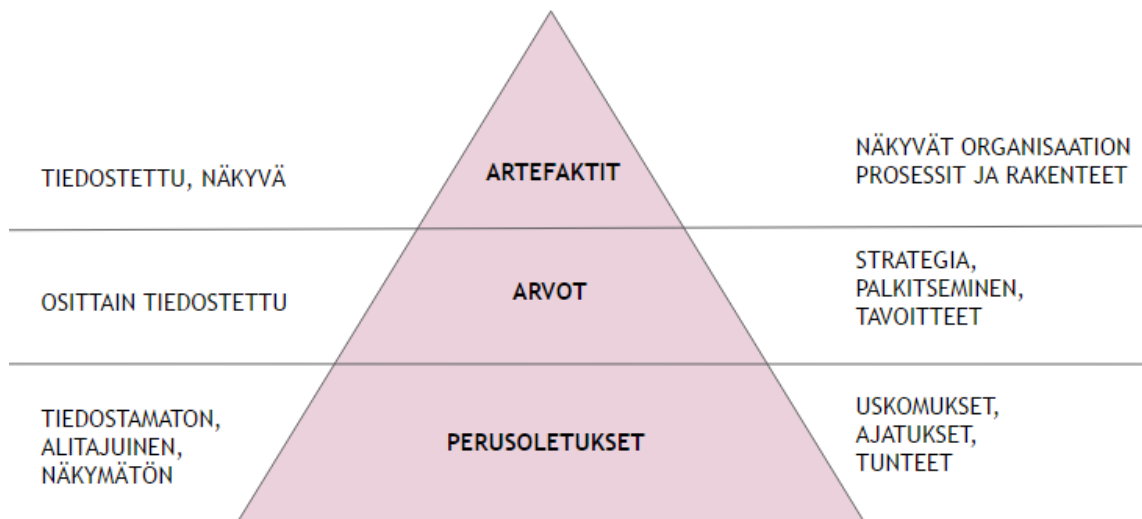 TIEDOSTETTU, NÄKYVÄ
ARTEFAKTIT
NÄKYVÄT ORGANISAATION
PROSESSIT JA RAKENTEET
OSITTAIN TIEDOSTETTU
ARVOT
STRATEGIA,
PALKITSEMINEN,
TAVOITTEET
TIEDOSTAMATON,
ALITAJUINEN,
NÄKYMÄTÖN
PERUSOLETUKSET
USKOMUKSET,
AJATUKSET,
TUNTEET